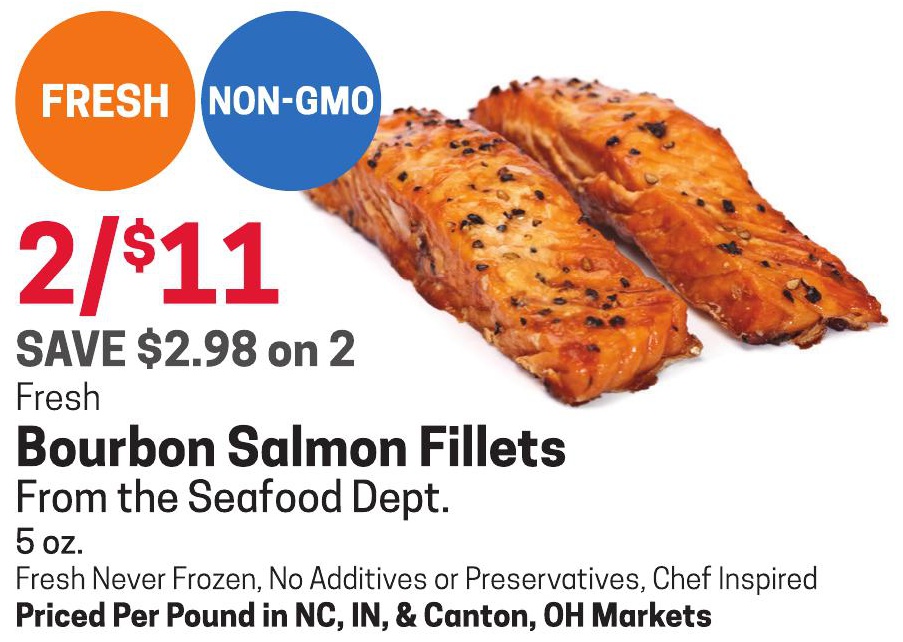 FRESH
NON-GMO
2/$11
SAVE $2.98 on 2
Fresh
Bourbon Salmon Fillets
From the Seafood Dept.
5 oz.
Fresh Never Frozen, No Additives or Preservatives, Chef Inspired
Priced Per Pound in NC, IN, & Canton, OH Markets